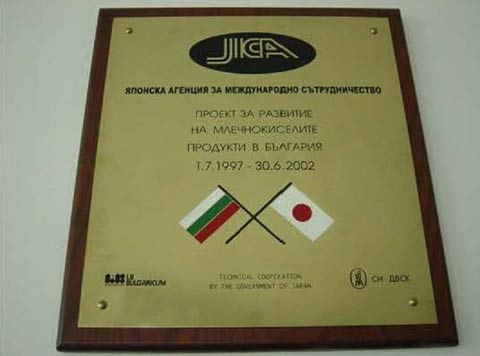 JICA
ЯПОНСКА АГЕНЦИЯ ЗА МЕЖДУНАРОДНО СЪТРУДНИЧЕСТВО
ПРОЕКТ ЗА РАЗВИТИЕ
НА МЛЕЧНОКИСЕЛИТЕ
ПРОДУКТИ В БЪЛГАРИЯ
1.7.1997 - 30.6.2002
LB
BULGARICUM
TECHNICAL COOPERATION
BY THE GOVERNMENT OF JAPAN
СИ ДВСК